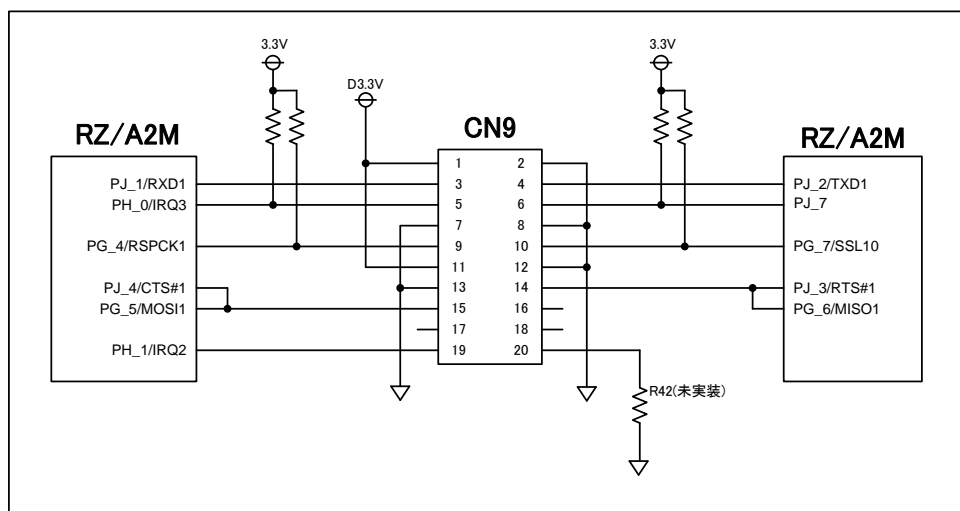 3.3V
3.3V
D3.3V
RZ/A2M
CN9
RZ/A2M
1 2
PJ_1/RXD1 3 4 PJ_2/TXD1
PH_0/IRQ3 5 6 PJ_7
7 8
PG_4/RSPCK1 9 10 PG_7/SSL10
11 12
PJ_4/CTS#1 13 14 PJ_3/RTS#1
PG_5/MOSI1 15 16 PG_6/MISO1
17 18
PH_1/IRQ2 19 20
R42(未実装)